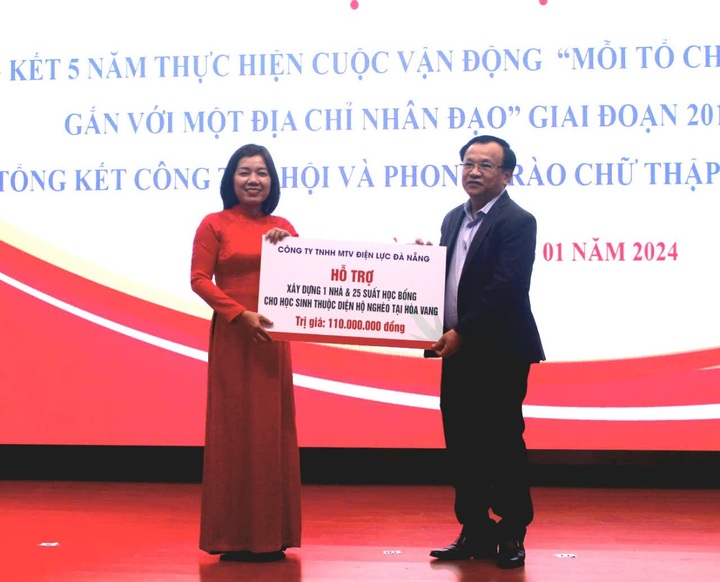 KẾT 5 NĂM THỰC HIỆN CUỘC VẬN ĐỘNG “MỖI TỔ CH
GẮN VỚI MỘT ĐỊA CHỈ NHÂN ĐẠO” GIAI ĐOẠN 201
TỔNG KẾT CÔNG T HỘI VÀ PHONG RÀO CHỮ THẬP
01 NĂM 2024
CÔNG TY TNHH MTV ĐIỆN LỰC ĐÀ NẴNG
HỖ TRỢ
XÂY DỰNG 1 NHÀ & 25 SUẤT HỌC BỔNG
CHO HỌC SINH THUỘC DIỆN HỘ NGHÈO TẠI HÒA VANG
Trị giá: 110.000.000 đồng